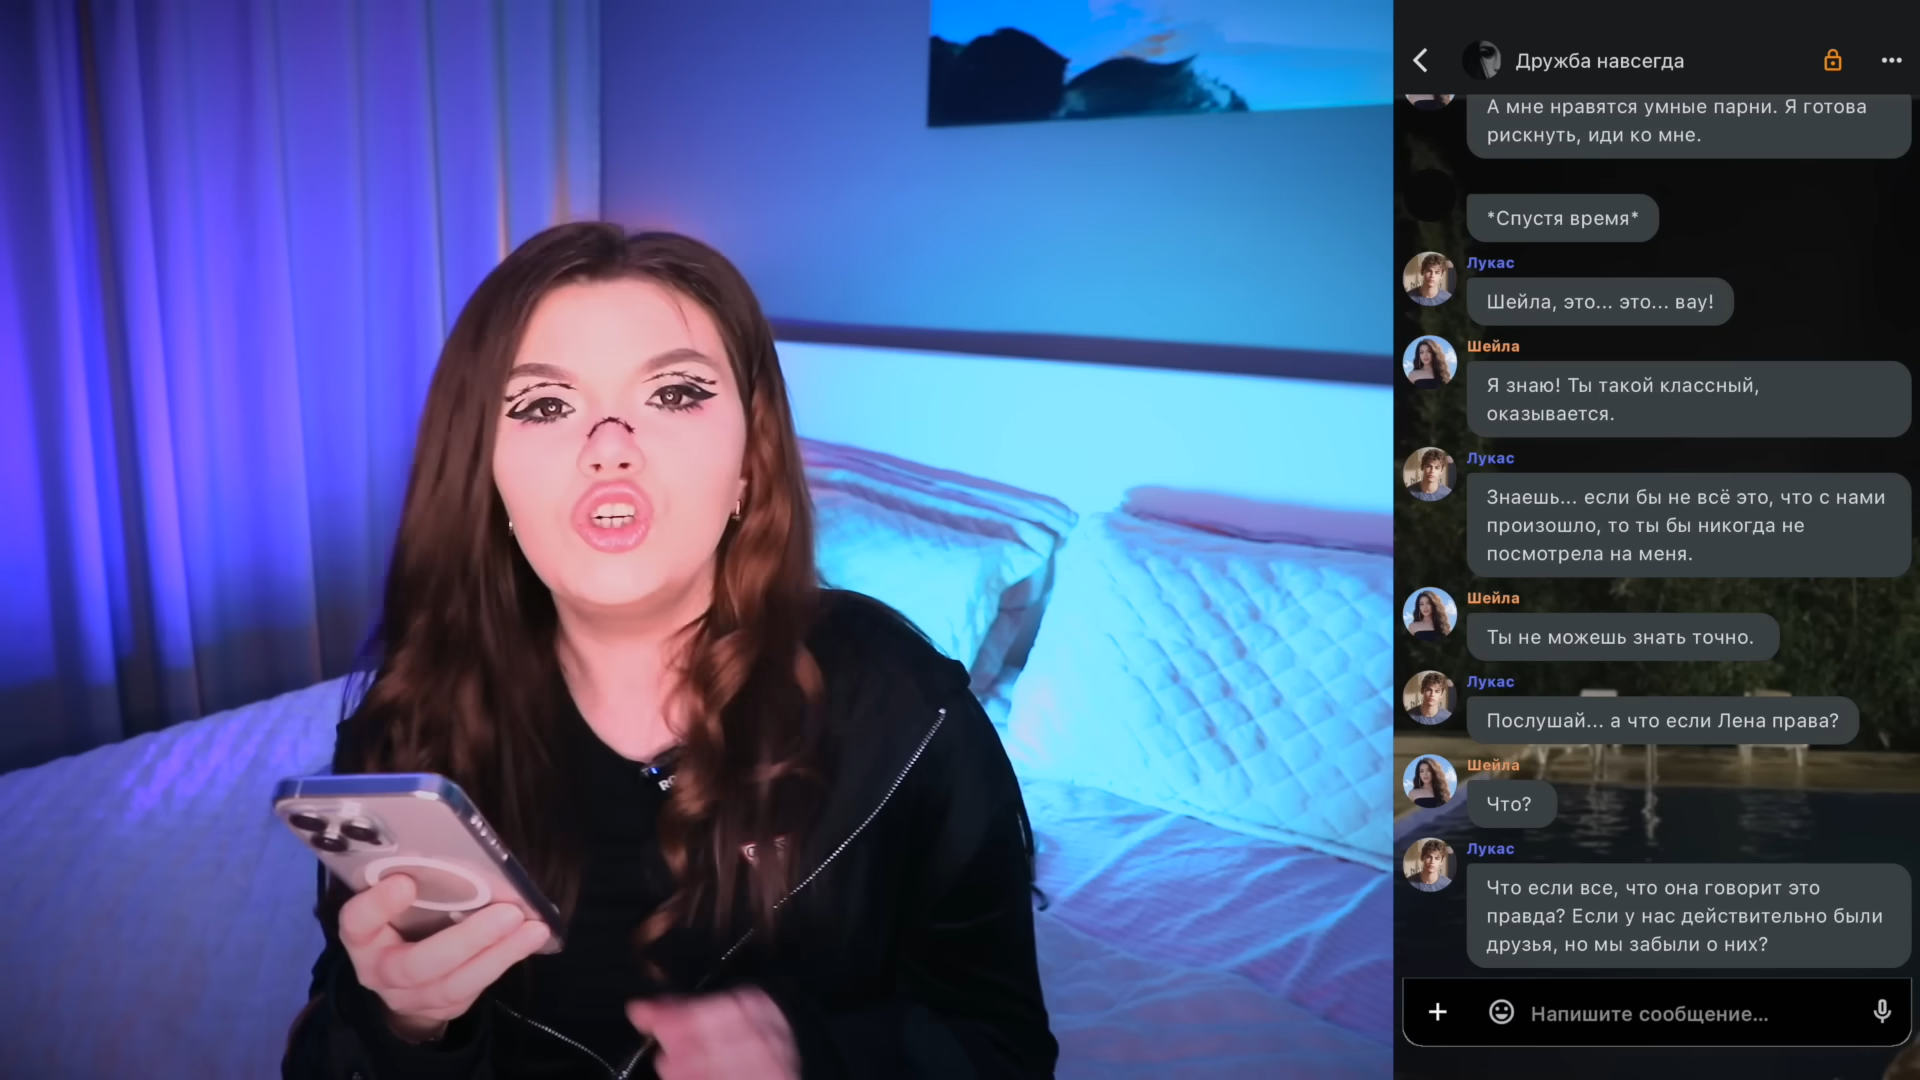 Дружба навсегда
А мне нравятся умные парни. Я готова
рискнуть, иди ко мне.
*Спустя время*
Лукас
Шейла, это... это... вау!
Шейла
Я знаю! Ты такой классный,
оказывается.
Лукас
Знаешь... если бы не всё это, что с нами
произошло, то ты бы никогда не
посмотрела на меня.
Шейла
Ты не можешь знать точно.
Лукас
Послушай... а что если Лена права?
Шейла
Что?
Лукас
Что если все, что она говорит это
правда? Если у нас действительно были
друзья, но мы забыли о них?
Напишите сообщение...